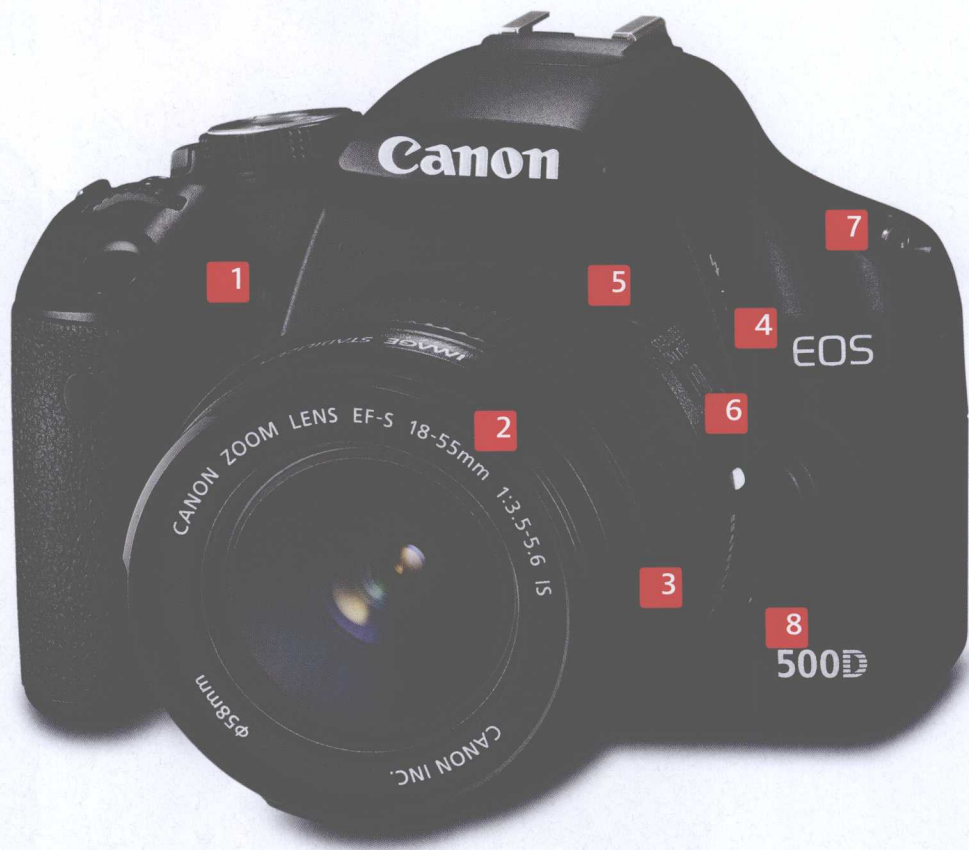 Canon
7
1
5
4
EOS
IMAGE STABILIZER
6
2
CANON ZOOM LENS EF-S 18-55mm 1:3.5-5.6 IS
3
8
500D
Φ58mm
CANON INC.